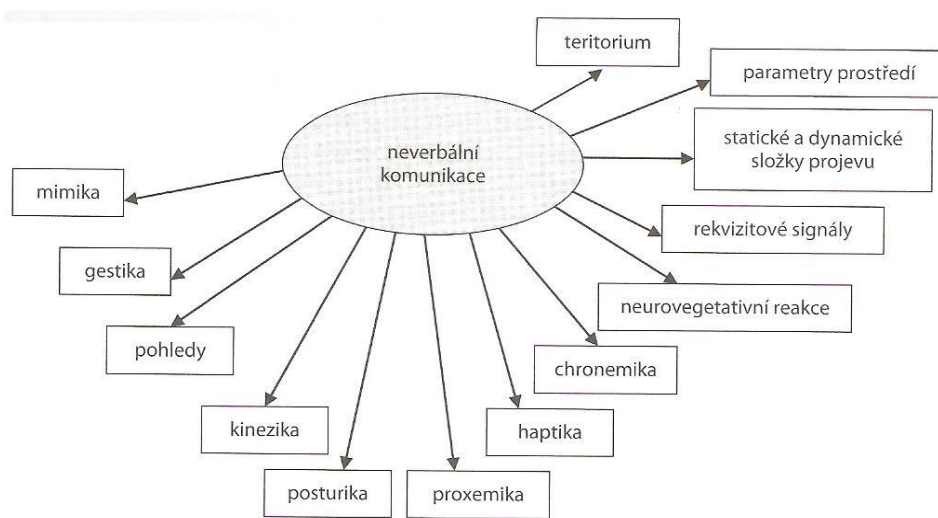 teritorium
parametry prostředí
neverbální
komunikace
statické a dynamické
složky projevu
mimika
rekvizitové signály
gestika
neurovegetativní reakce
pohledy
chronemika
kinezika
haptika
posturika
proxemika